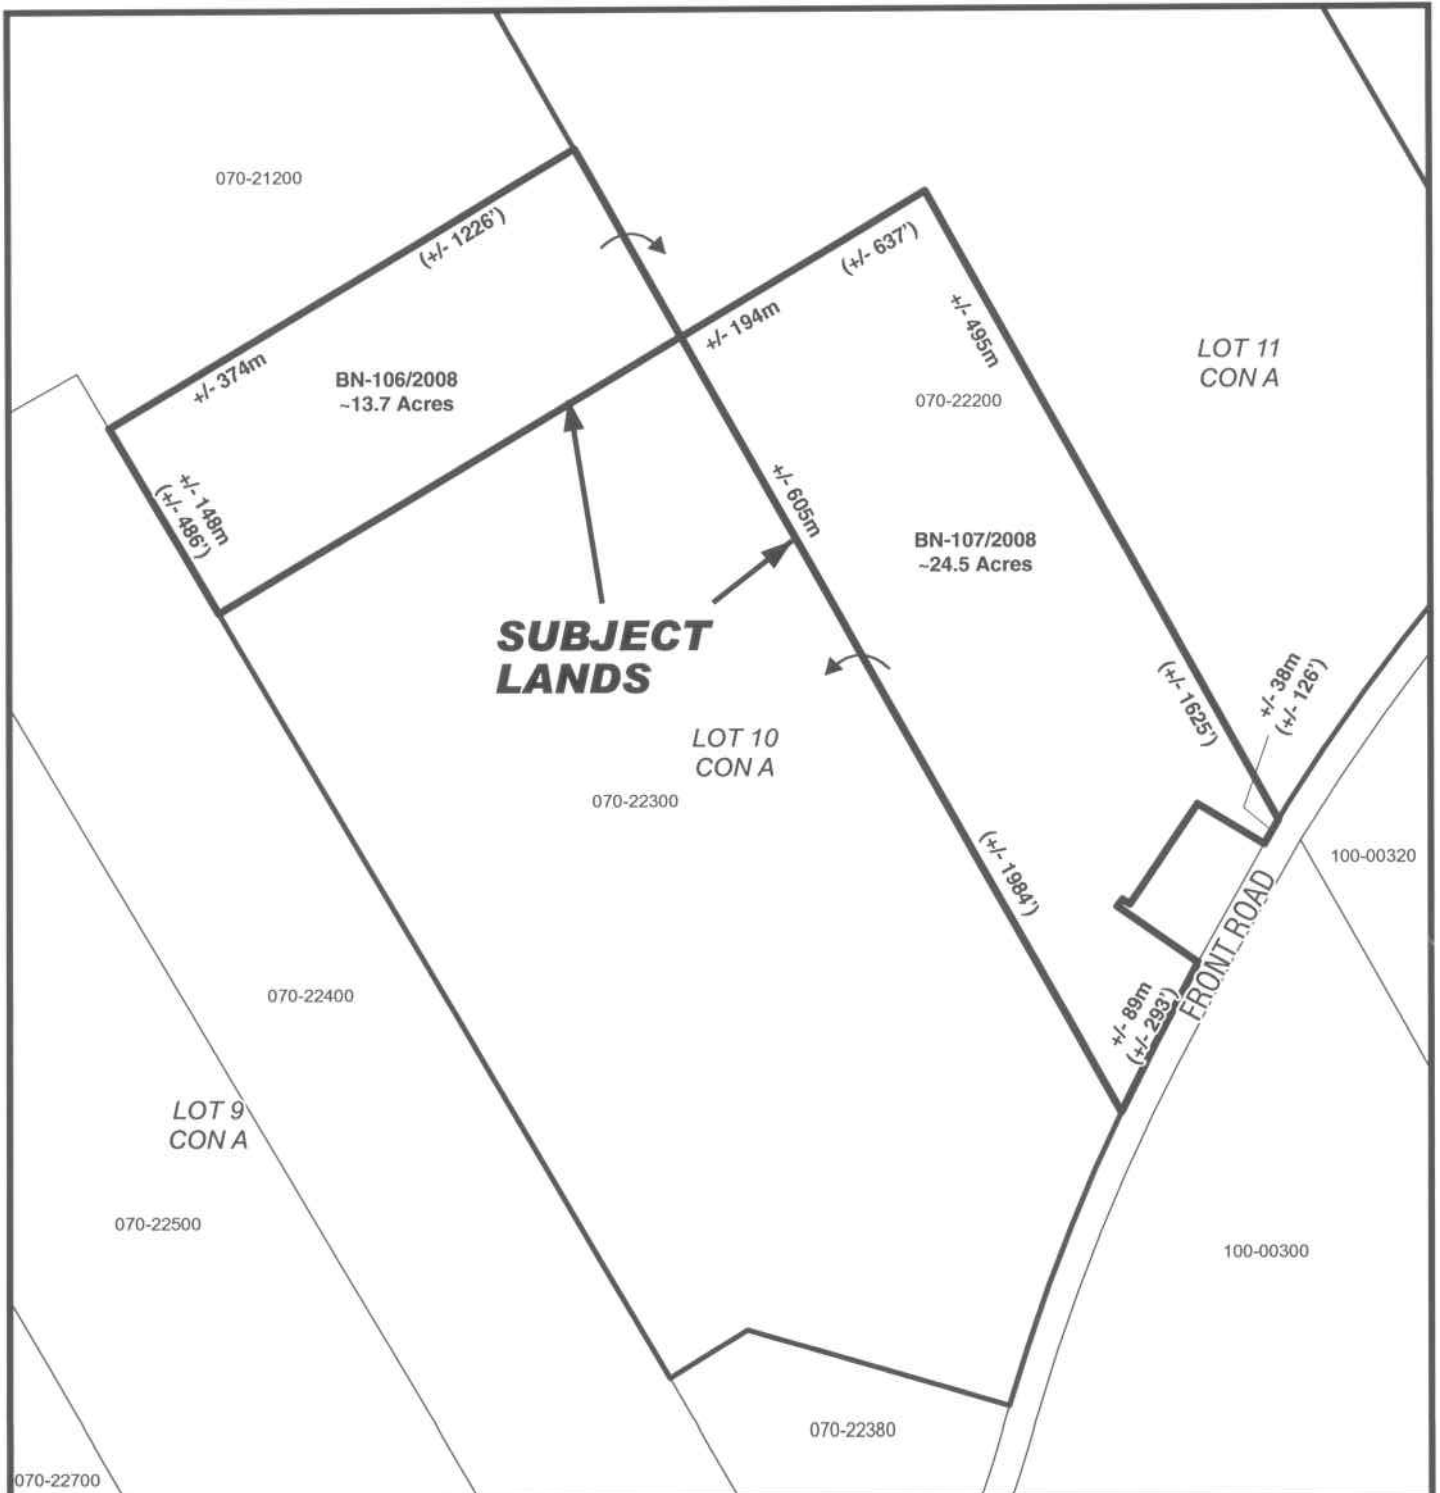 070-21200
(+/- 1226')
+/- 374m
BN-106/2008
~13.7 Acres
+/- 148m
(+/- 486')
(+/- 637')
+/- 194m
+/- 495m
070-22200
LOT 11
CON A
+/- 605m
BN-107/2008
~24.5 Acres
SUBJECT
LANDS
(+/- 1625')
+/- 38m
(+/- 126')
LOT 10
CON A
070-22300
(+/- 1984')
100-00320
FRONT ROAD
+/- 89m
(+/- 293')
070-22400
LOT 9
CON A
070-22500
100-00300
070-22380
070-22700